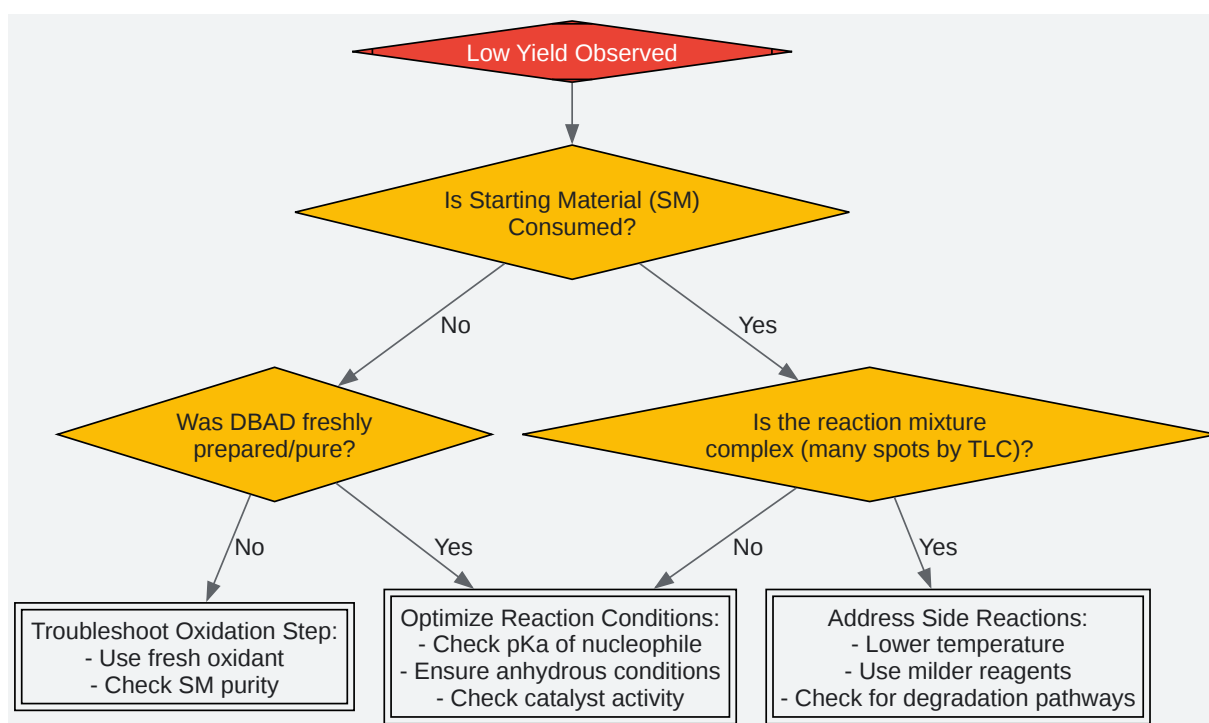 Low Yield Observed
Is Starting Material (SM)
Consumed?
No
Yes
Was DBAD freshly
prepared/pure?
Is the reaction mixture
complex (many spots by TLC)?
No
Yes
No
Yes
Troubleshoot Oxidation Step:
- Use fresh oxidant
- Check SM purity
Optimize Reaction Conditions:
- Check pKa of nucleophile
- Ensure anhydrous conditions
- Check catalyst activity
Address Side Reactions:
- Lower temperature
- Use milder reagents
- Check for degradation pathways